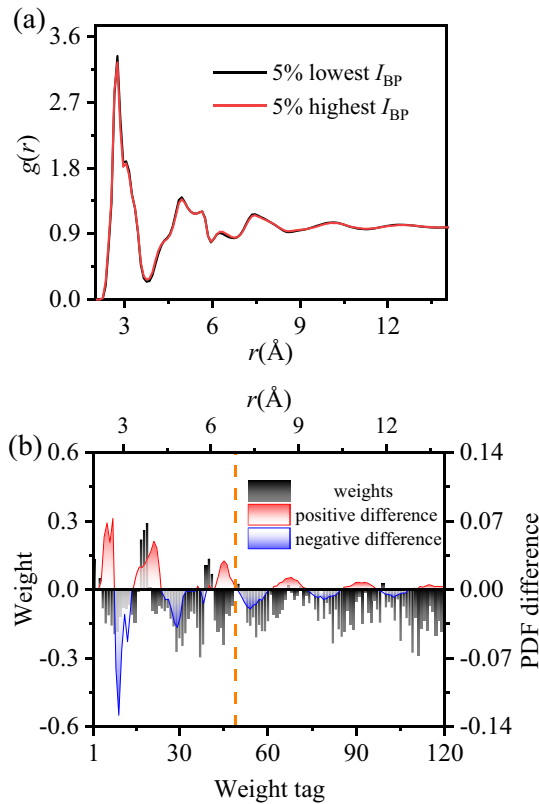 (a)
3.6
2.7
1.8
0.9
0.0
g(r)
5% lowest I_BP
5% highest I_BP
3
6
9
12
r(Å)
(b)
r(Å)
3
6
9
12
0.6
0.3
0.0
-0.3
-0.6
Weight
weights
positive difference
negative difference
0.14
0.07
0.00
-0.07
-0.14
PDF difference
1
30
60
90
120
Weight tag